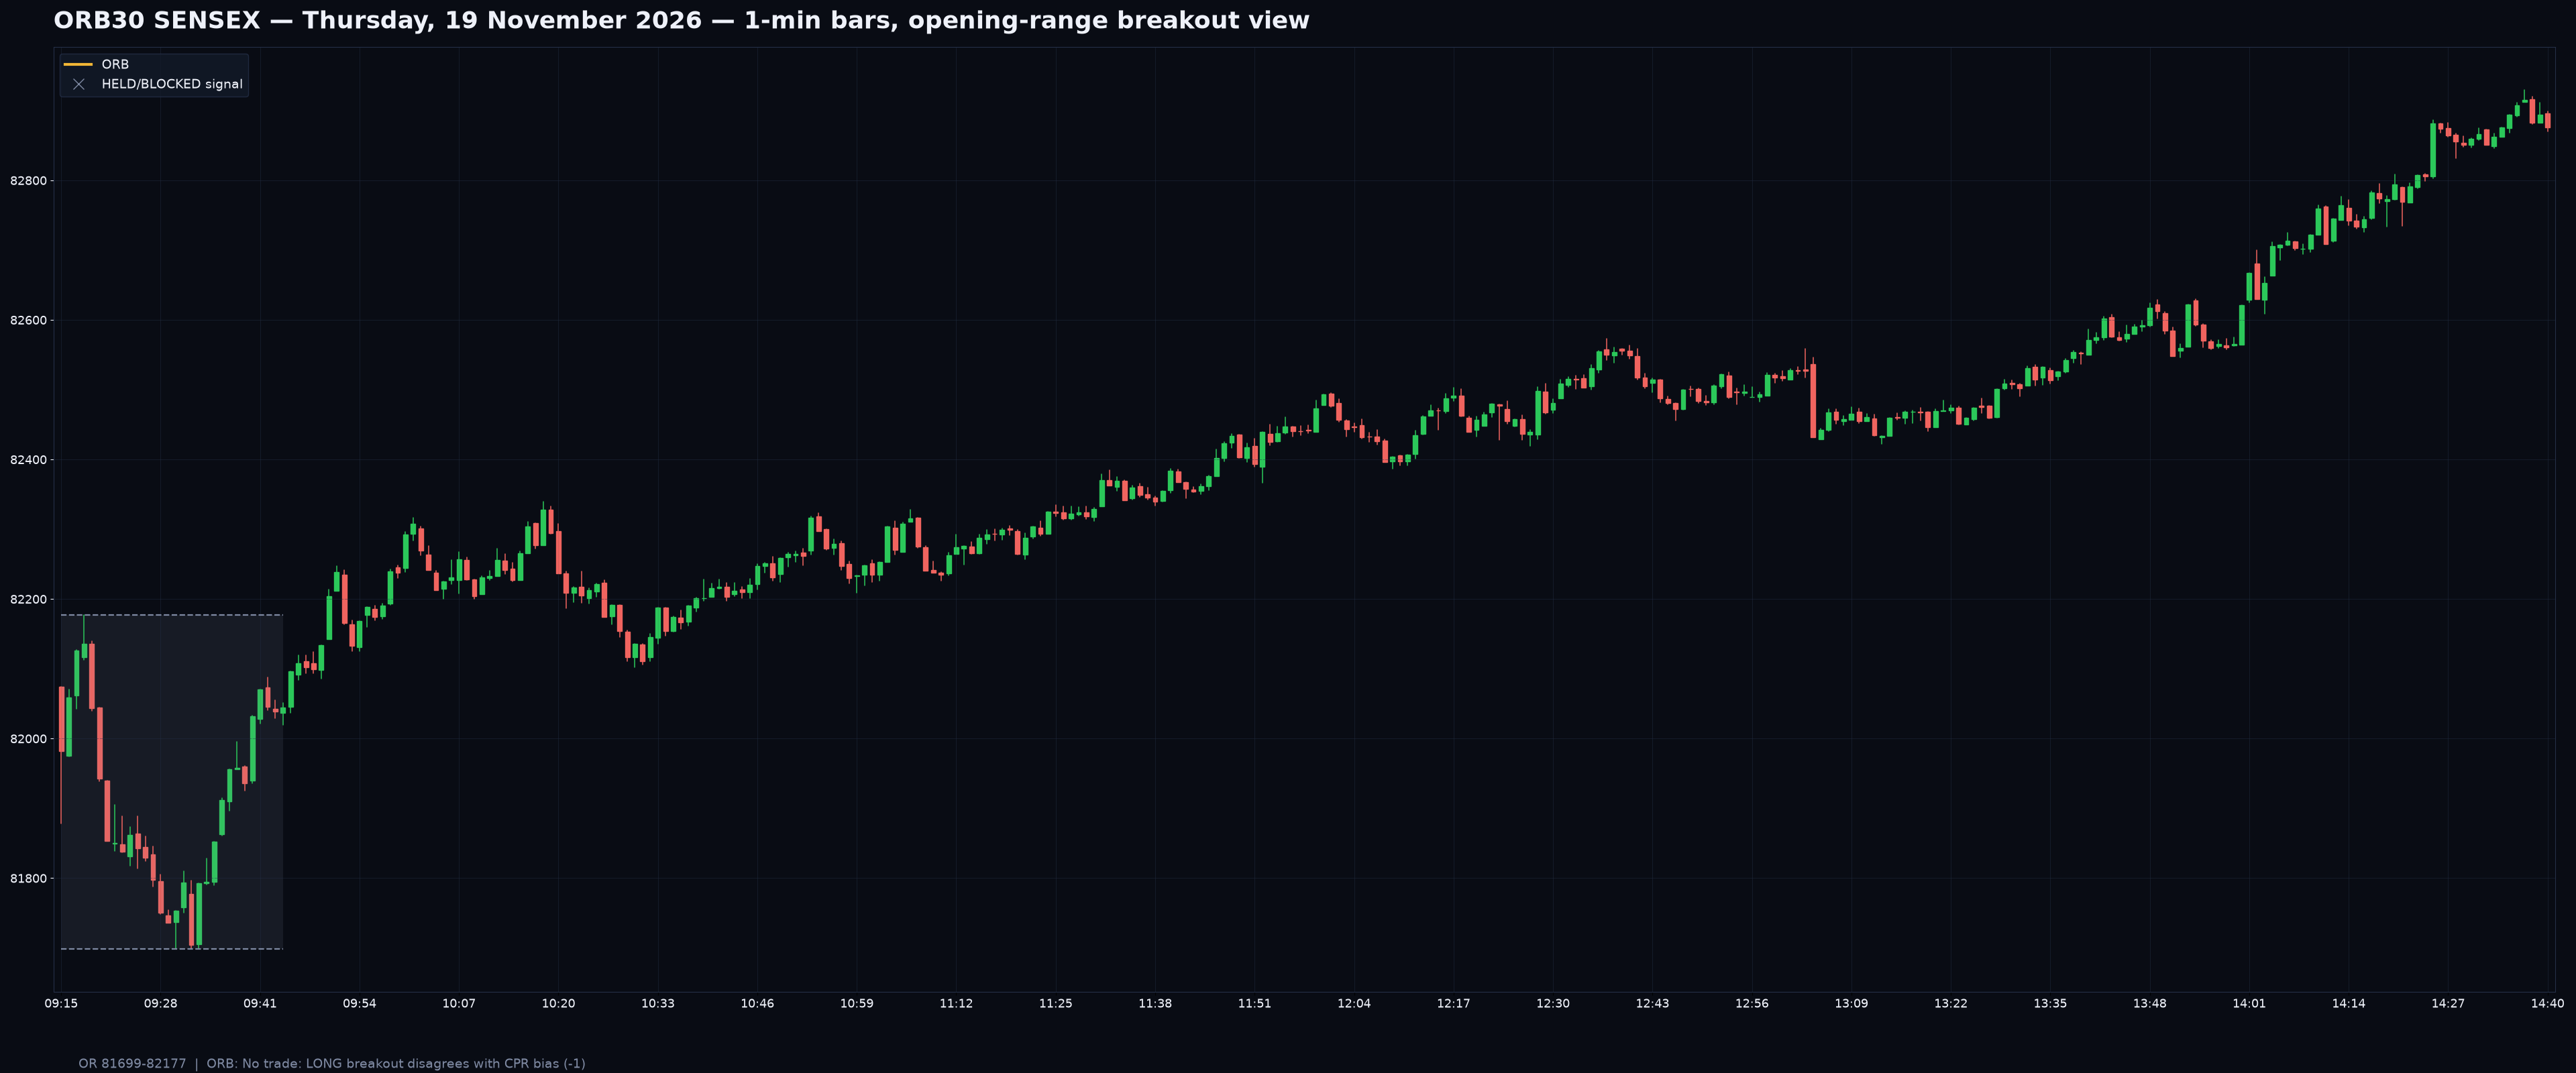 ORB30 SENSEX — Thursday, 19 November 2026 — 1-min bars, opening-range breakout view
ORB
HELD/BLOCKED signal
82800
82600
82400
82200
82000
81800
09:15 09:28 09:41 09:54 10:07 10:20 10:33 10:46 10:59 11:12 11:25 11:38 11:51 12:04 12:17 12:30 12:43 12:56 13:09 13:22 13:35 13:48 14:01 14:14 14:27 14:40
OR 81699-82177 | ORB: No trade: LONG breakout disagrees with CPR bias (-1)